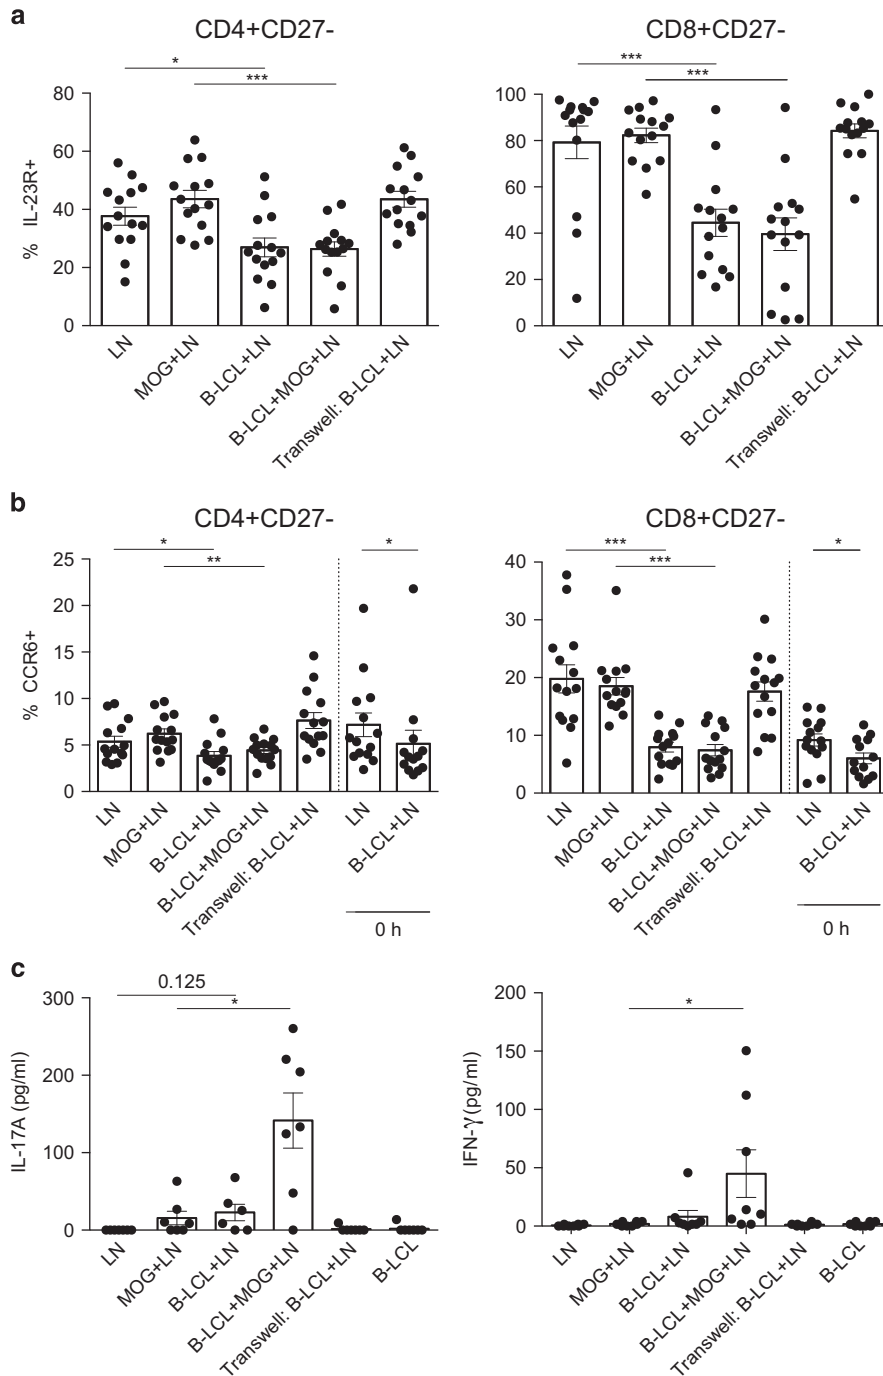 a
CD4+CD27-
CD8+CD27-
*
***
***
***
% IL-23R+
80
60
40
20
0
100
80
60
40
20
0
LN
MOG+LN
B-LCL+LN
B-LCL+MOG+LN
Transwell: B-LCL+LN
LN
MOG+LN
B-LCL+LN
B-LCL+MOG+LN
Transwell: B-LCL+LN
b
CD4+CD27-
CD8+CD27-
*
**
*
***
***
*
% CCR6+
25
20
15
10
5
0
40
30
20
10
0
LN
MOG+LN
B-LCL+LN
B-LCL+MOG+LN
Transwell: B-LCL+LN
LN
B-LCL+LN
0 h
LN
MOG+LN
B-LCL+LN
B-LCL+MOG+LN
Transwell: B-LCL+LN
LN
B-LCL+LN
0 h
c
0.125
*
*
IL-17A (pg/ml)
300
200
100
0
IFN-γ(pg/ml)
200
150
100
50
0
LN
MOG+LN
B-LCL+LN
B-LCL+MOG+LN
Transwell: B-LCL+LN
B-LCL
LN
MOG+LN
B-LCL+LN
B-LCL+MOG+LN
Transwell: B-LCL+LN
B-LCL